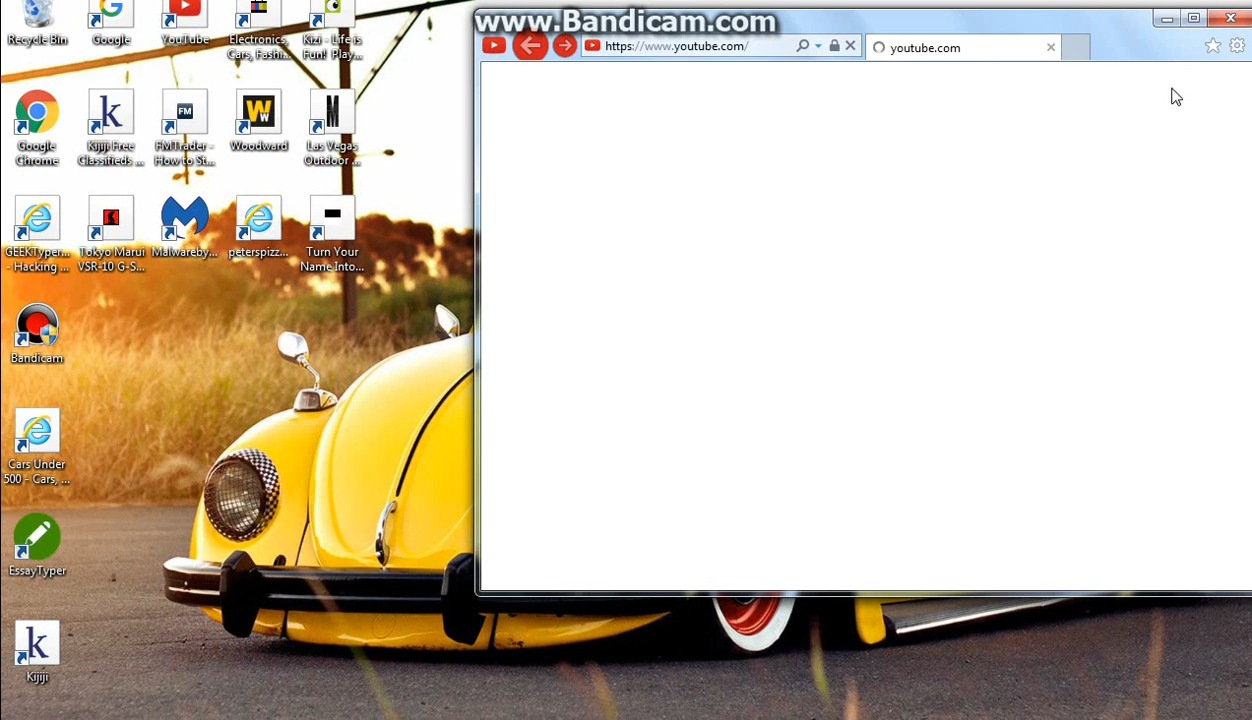 www.Bandicam.com
https://www.youtube.com/
youtube.com
Recycle Bin
Google
YouTube
Electronics,
Cars, Fashi...
Kizi - Life is
Fun! Play...
Google
Chrome
Kijiji Free
Classifieds ...
FM
FMTrader -
How to St...
Woodward
Las Vegas
Outdoor ...
GEEKTyper...
- Hacking ...
Tokyo Marui
VSR-10 G-S...
Malwareby...
peterspizz...
Turn Your
Name Into...
Bandicam
Cars Under
500 - Cars, ...
EssayTyper
k
Kijiji